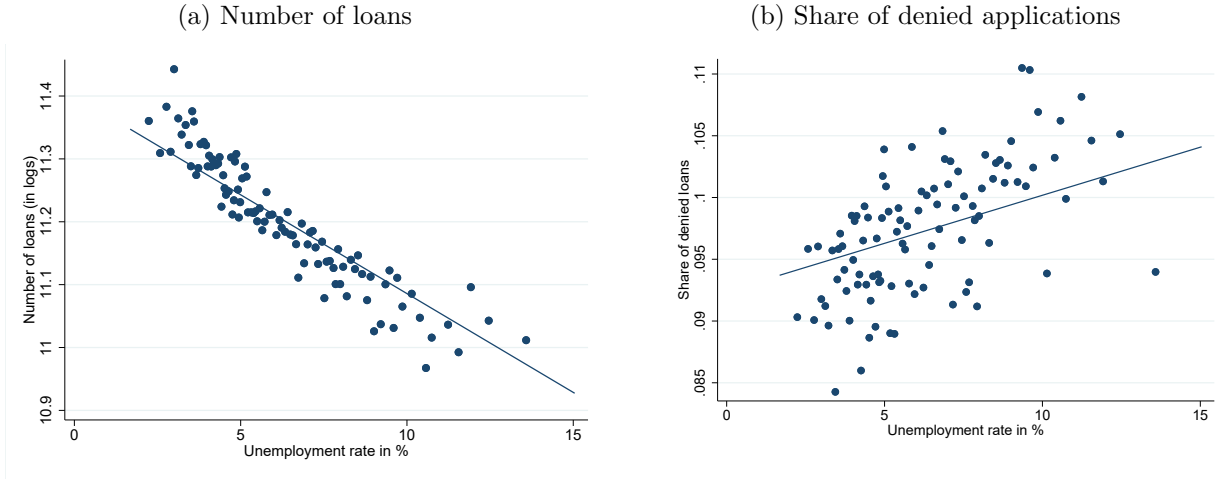 (a) Number of loans
Number of loans (in logs)
11.4
11.3
11.2
11.1
11
10.9
0 5 10 15
Unemployment rate in %
(b) Share of denied applications
Share of denied loans
.11
.105
.1
.095
.09
.085
0 5 10 15
Unemployment rate in %